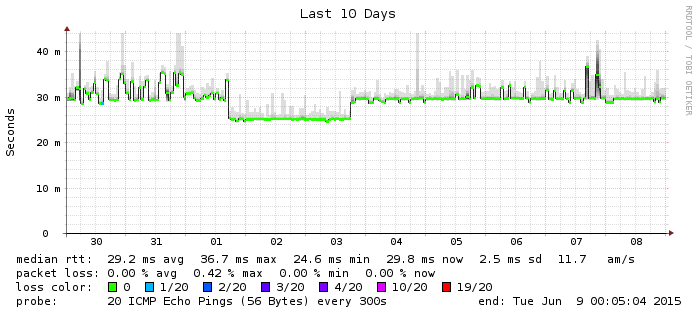 Last 10 Days
RRDTOOL / TOBI OETIKER
Seconds
40 m
30 m
20 m
10 m
0
30 31 01 02 03 04 05 06 07 08
median rtt: 29.2 ms avg 36.7 ms max 24.6 ms min 29.8 ms now 2.5 ms sd 11.7 am/s
packet loss: 0.00 % avg 0.42 % max 0.00 % min 0.00 % now
loss color: 0 1/20 2/20 3/20 4/20 10/20 19/20
probe: 20 ICMP Echo Pings (56 Bytes) every 300s end: Tue Jun 9 00:05:04 2015